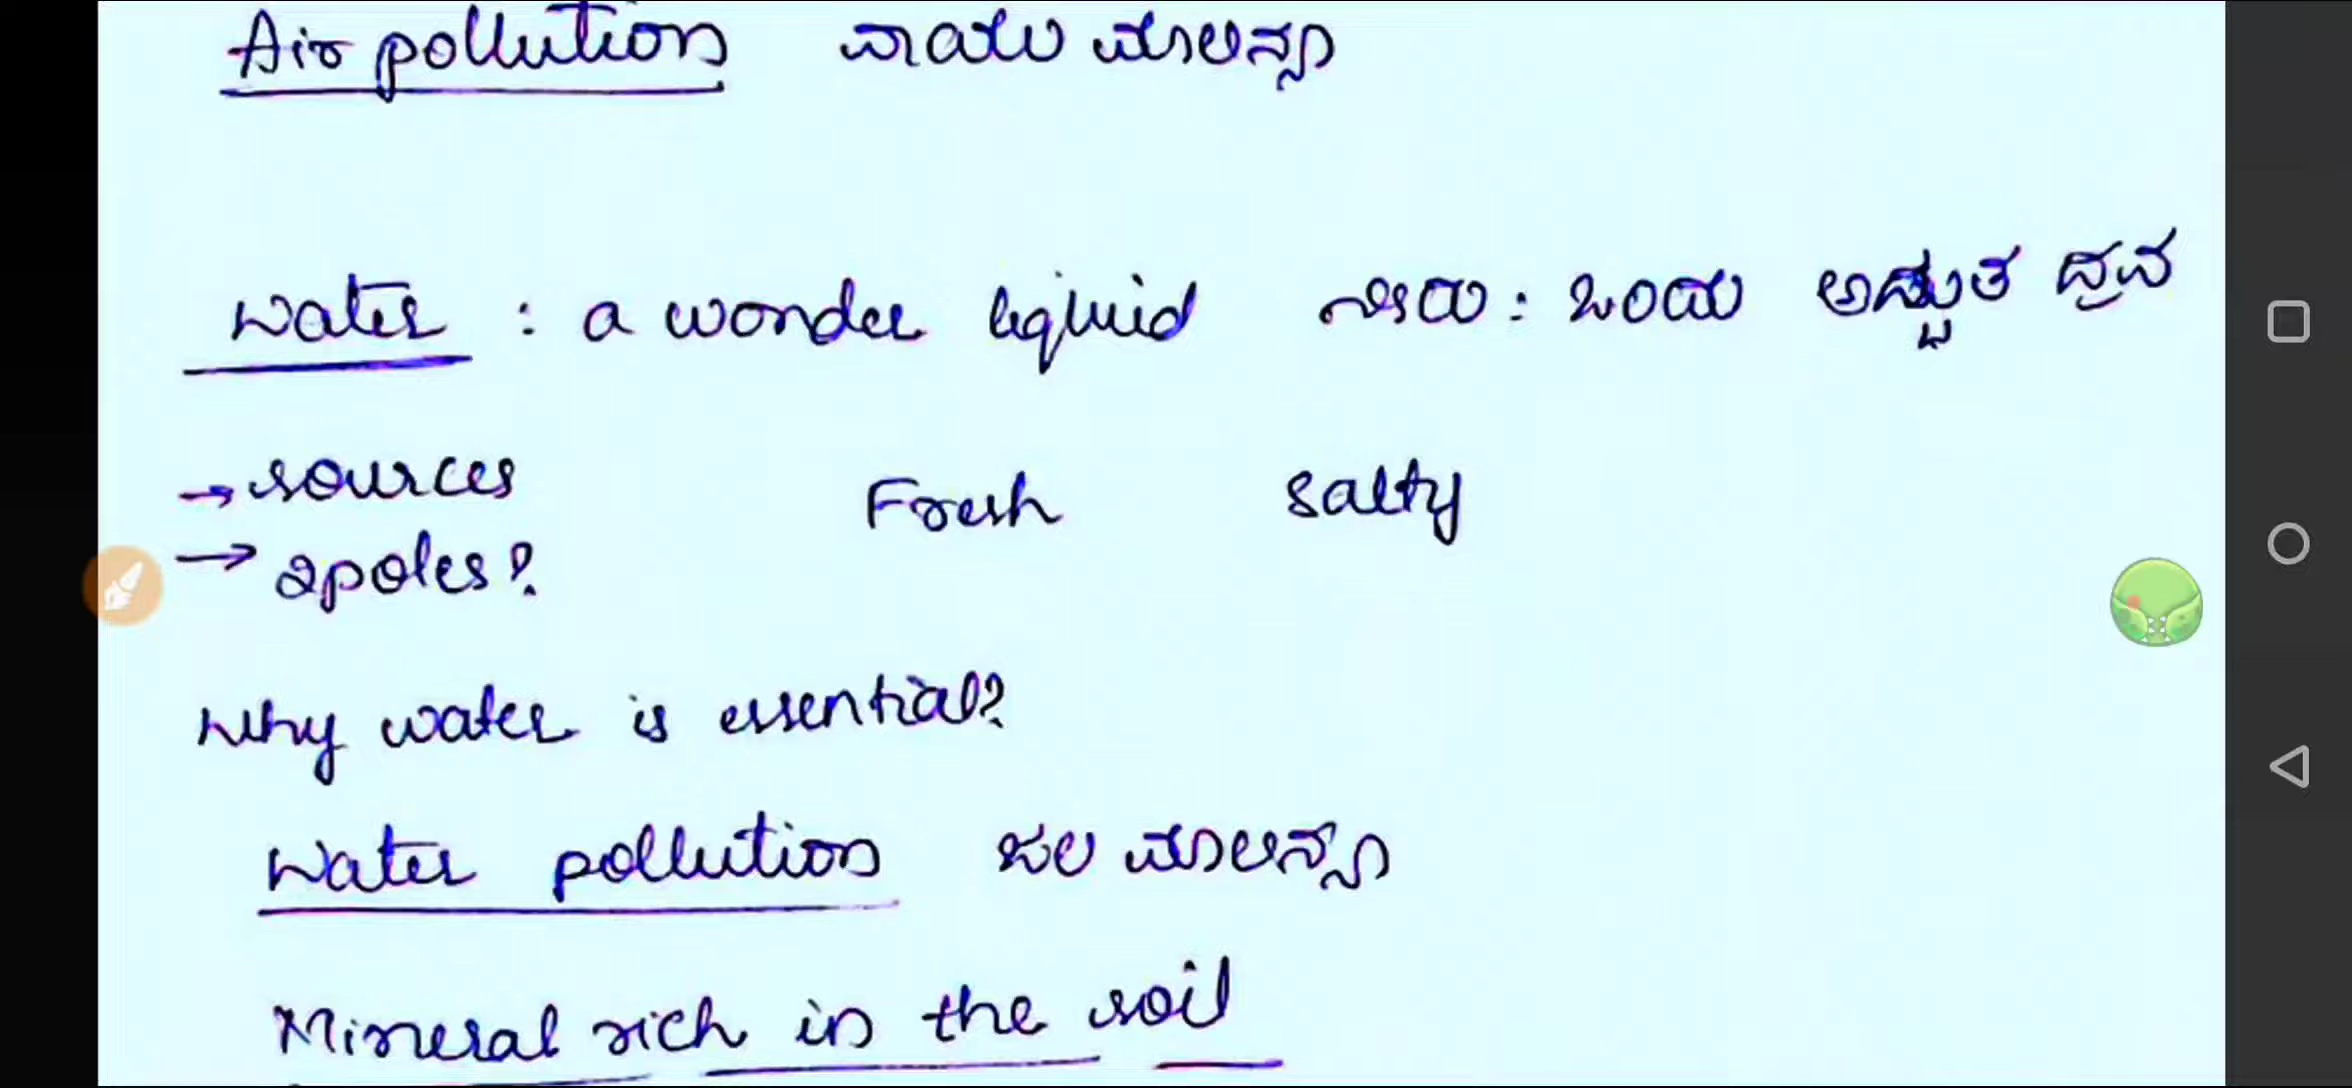 Air pollution ವಾಯು ಮಾಲಿನ್ಯ
Water : a wonder liquid ನೀರು : ಒಂದು ಅದ್ಭುತ ದ್ರವ
→ sources Fresh salty
→ 2poles?
Why water is essential?
Water pollution ಜಲ ಮಾಲಿನ್ಯ
Mineral rich in the soil